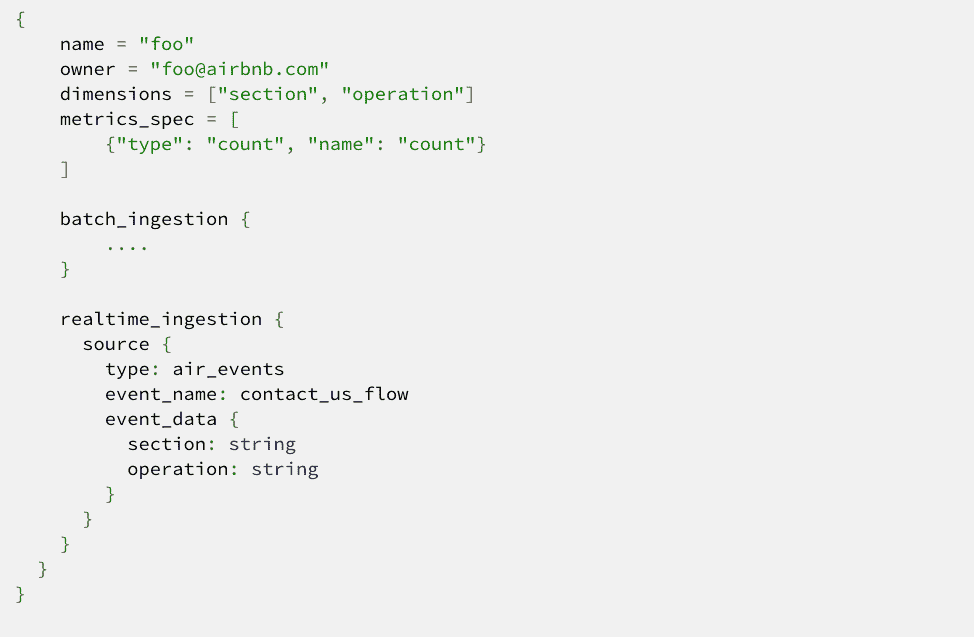 {
    name = "foo"
    owner = "foo@airbnb.com"
    dimensions = ["section", "operation"]
    metrics_spec = [
        {"type": "count", "name": "count"}
    ]

    batch_ingestion {
        ....
    }

    realtime_ingestion {
      source {
        type: air_events
        event_name: contact_us_flow
        event_data {
          section: string
          operation: string
        }
      }
    }
  }
}